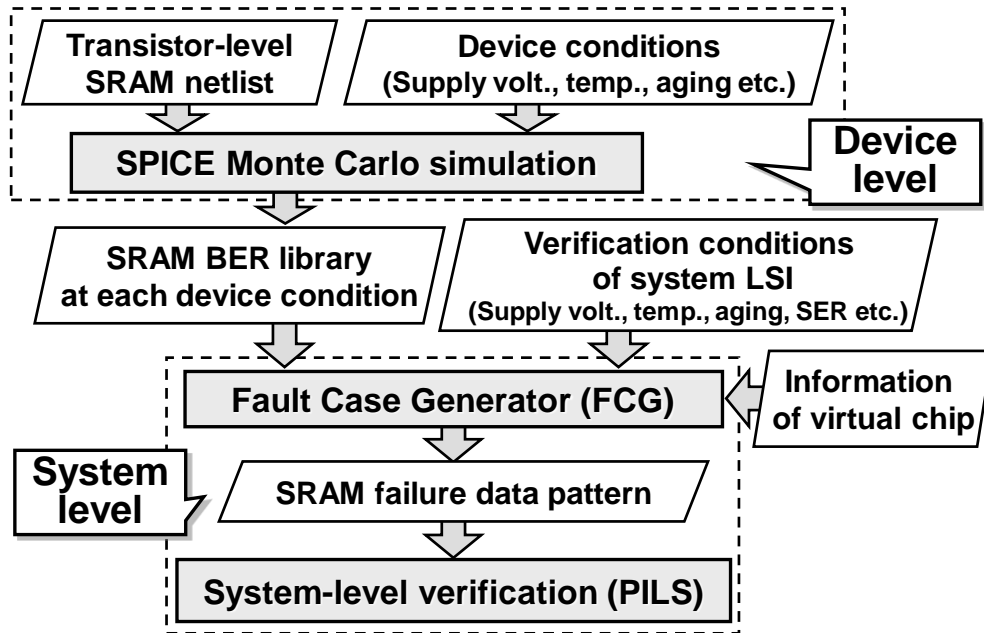 Transistor-level
SRAM netlist
Device conditions
(Supply volt., temp., aging etc.)
SPICE Monte Carlo simulation
Device
level
SRAM BER library
at each device condition
Verification conditions
of system LSI
(Supply volt., temp., aging, SER etc.)
Fault Case Generator (FCG)
Information
of virtual chip
System
level
SRAM failure data pattern
System-level verification (PILS)